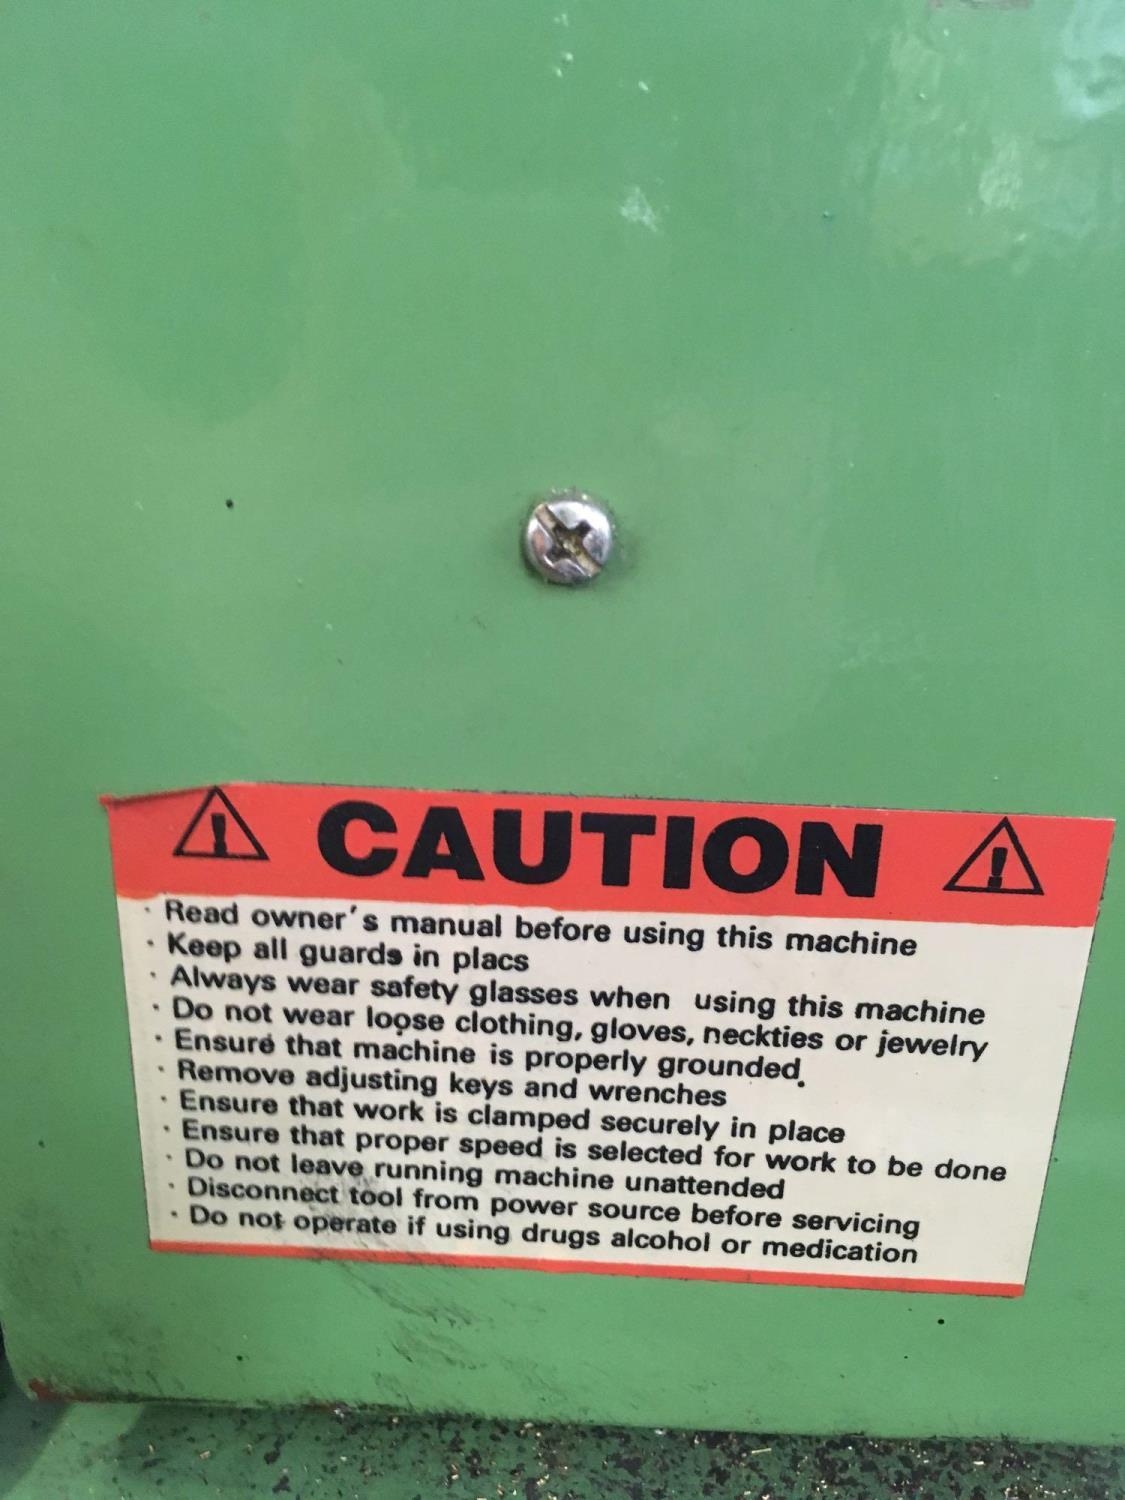 CAUTION
· Read owner's manual before using this machine
· Keep all guards in placs
· Always wear safety glasses when using this machine
· Do not wear loose clothing, gloves, neckties or jewelry
· Ensure that machine is properly grounded.
· Remove adjusting keys and wrenches
· Ensure that work is clamped securely in place
· Ensure that proper speed is selected for work to be done
· Do not leave running machine unattended
· Disconnect tool from power source before servicing
· Do not operate if using drugs alcohol or medication